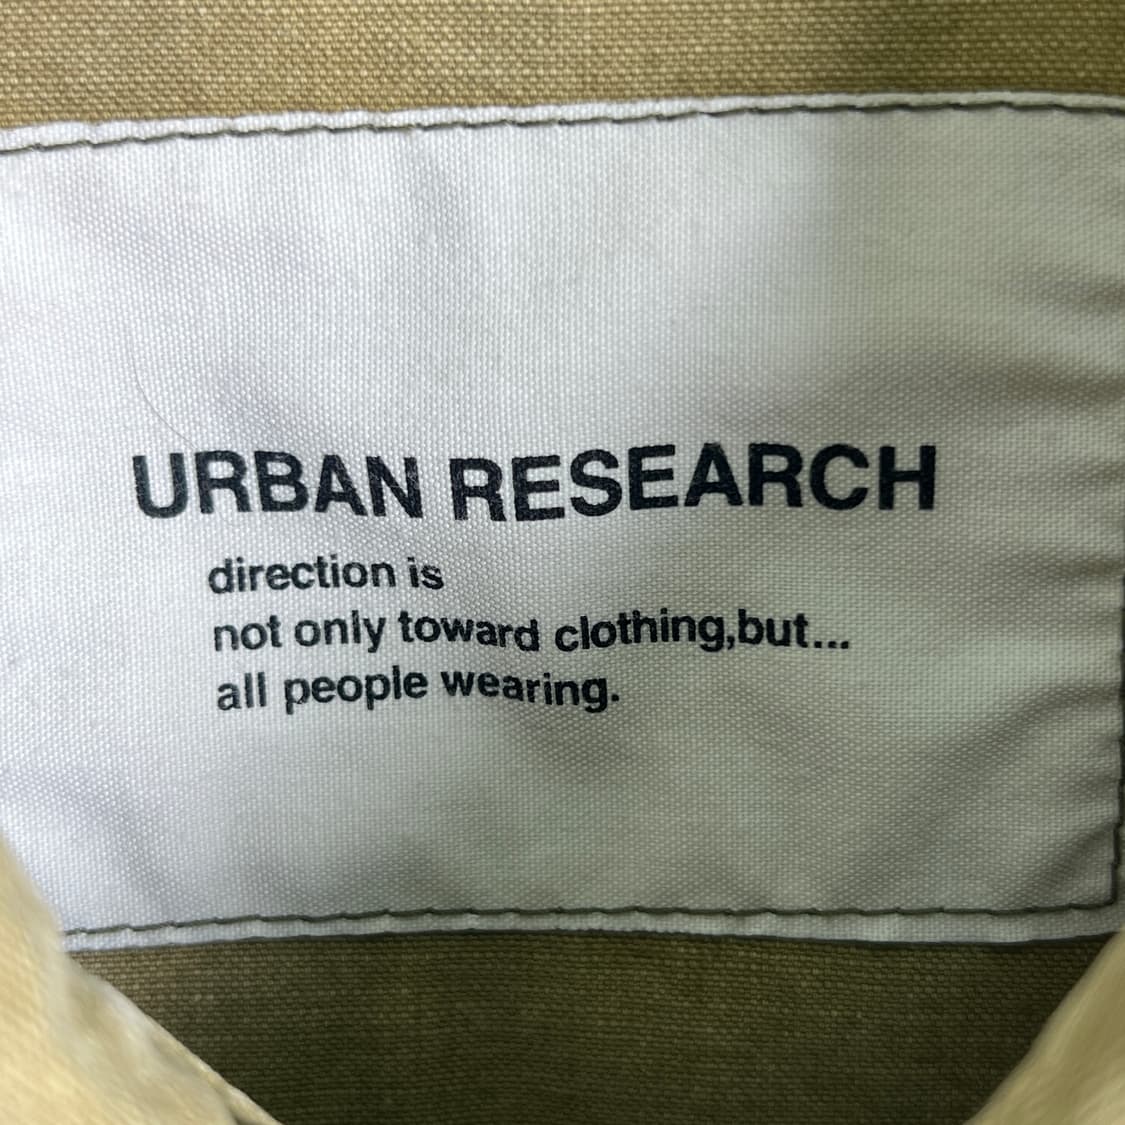 URBAN RESEARCH
direction is
not only toward clothing,but...
all people wearing.